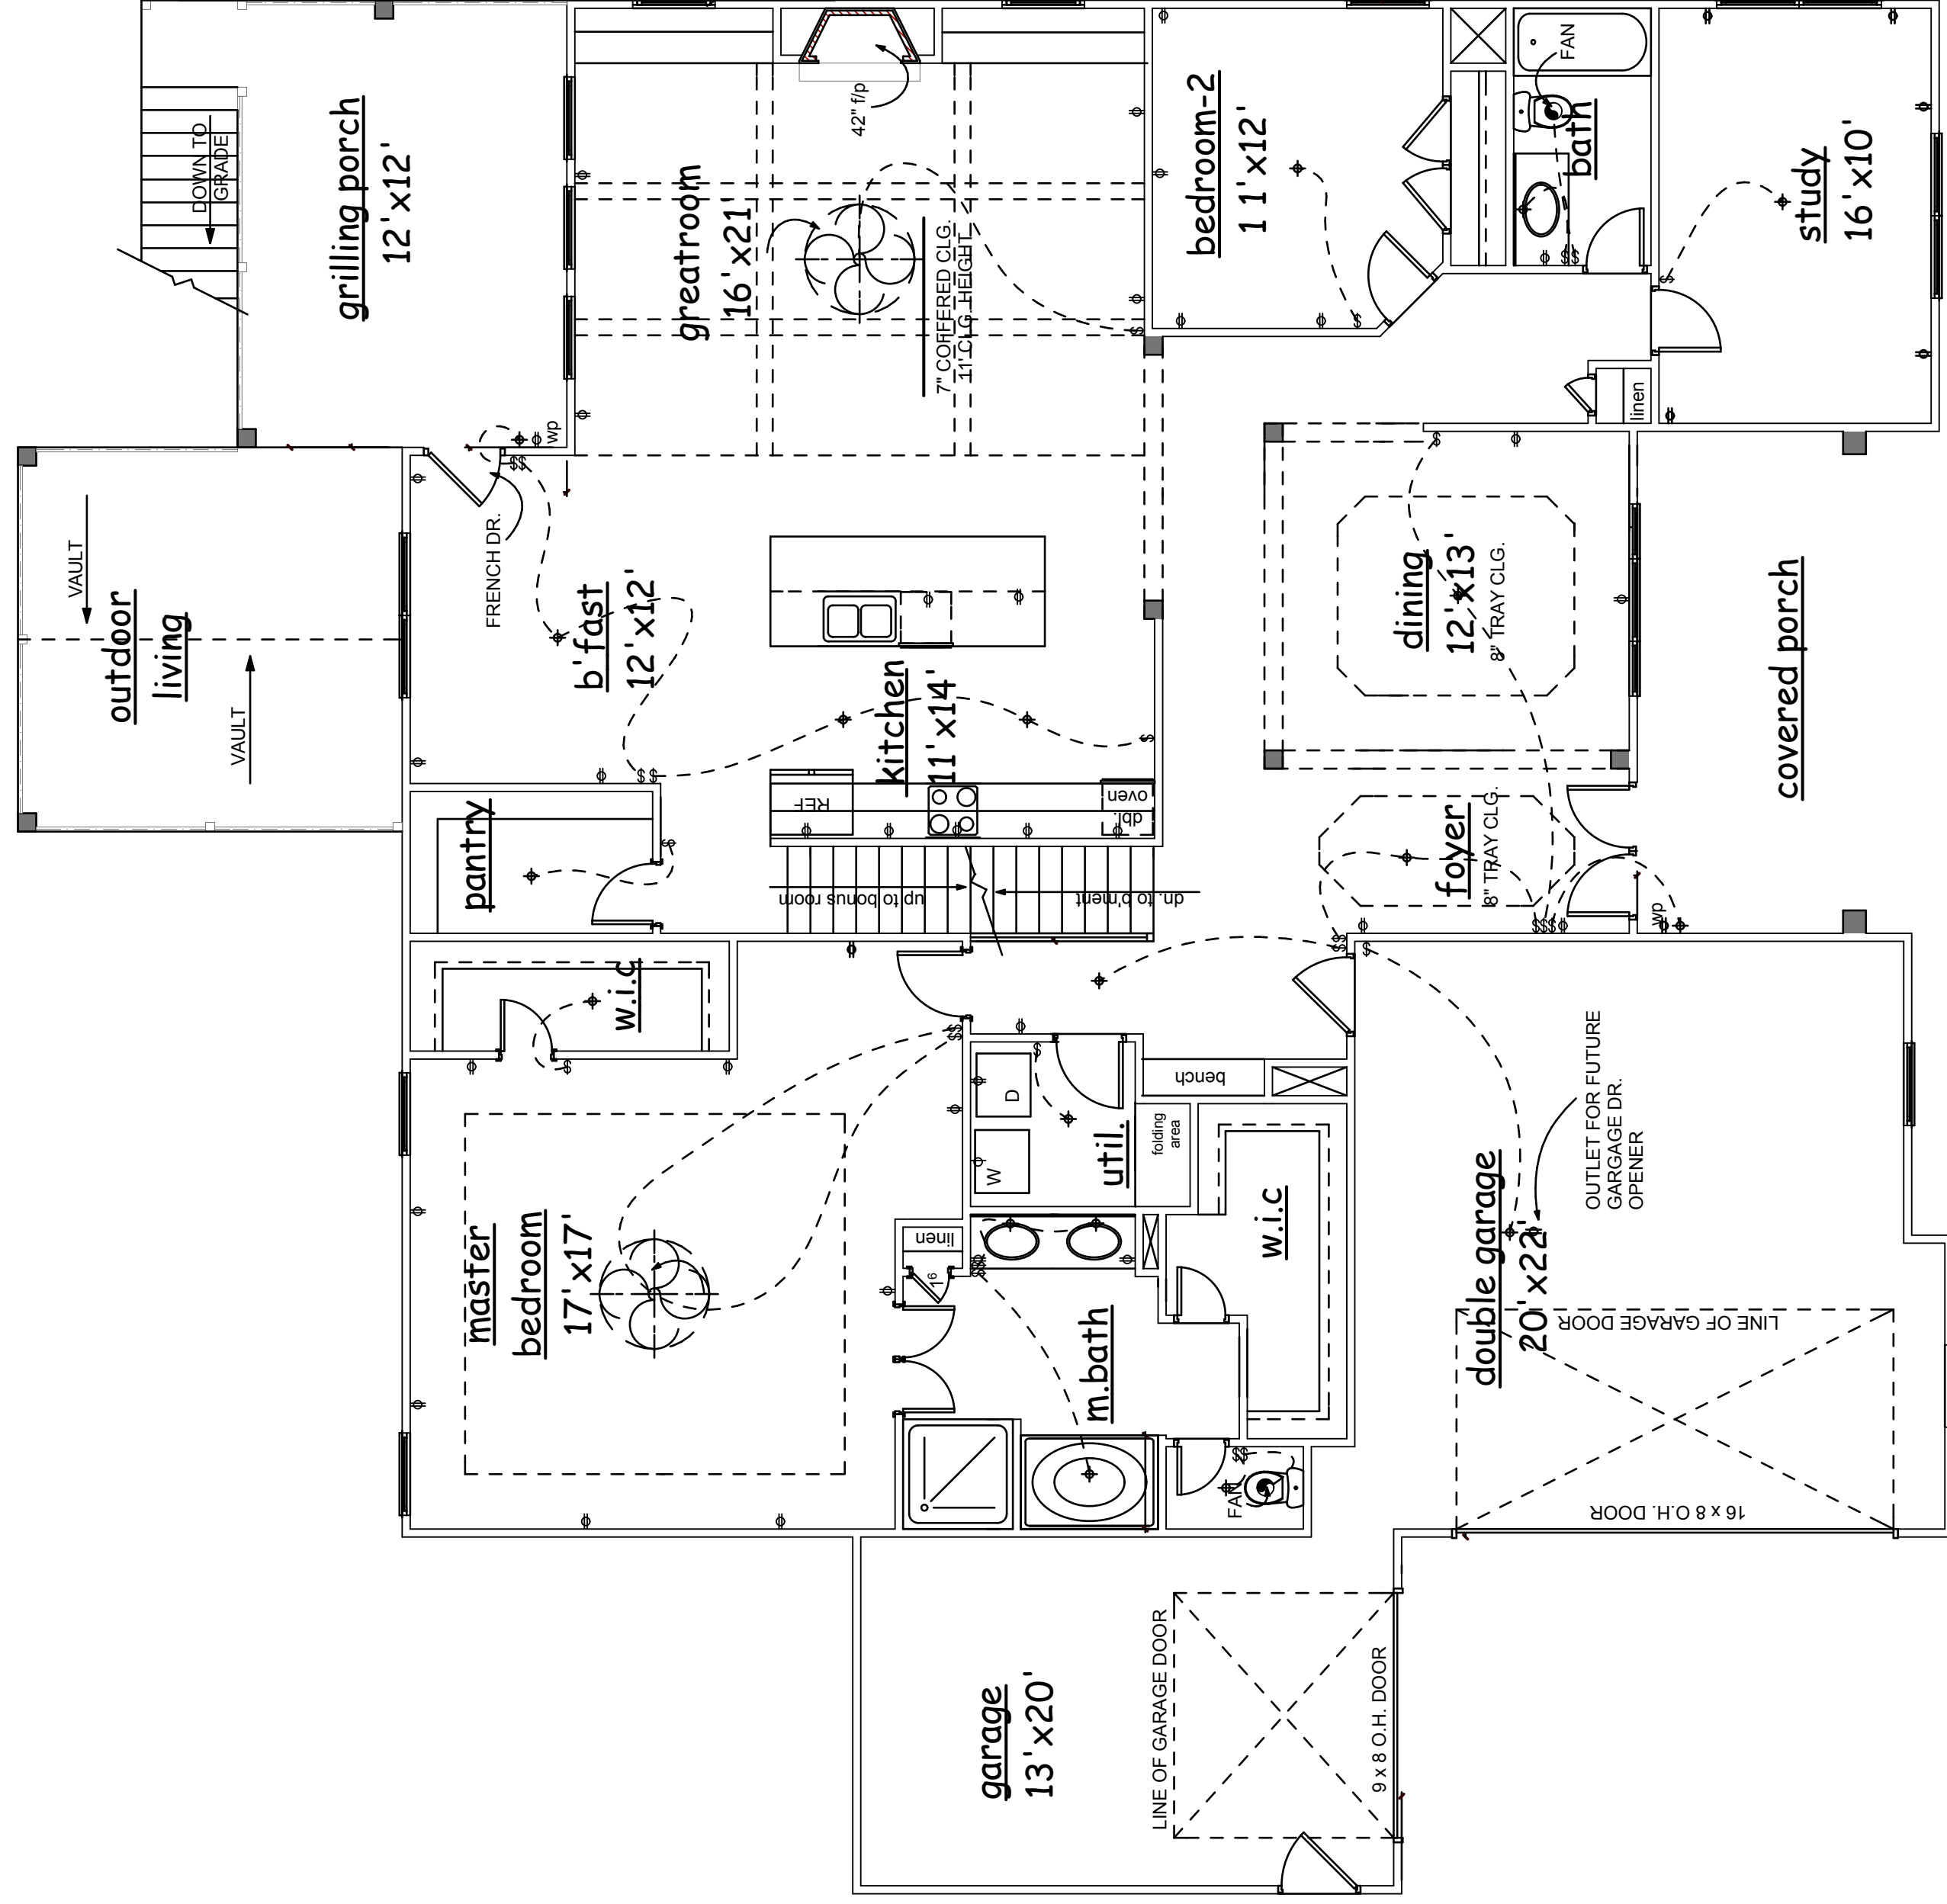 outdoor
living
VAULT
VAULT
grilling porch
12'x12'
DOWN TO
GRADE
FRENCH DR.
wp
b'fast
12'x12'
greatroom
16'x21'
42" f/p
7" COFFERED CLG.
11' CLG. HEIGHT
bedroom-2
11'x12'
FAN
bath
study
16'x10'
linen
dining
12'x13'
8" TRAY CLG.
covered porch
kitchen
11'x14'
REF
dbl.
oven
pantry
up to bonus room
dn. to b'ment
foyer
8" TRAY CLG.
wp
w.i.c
master
bedroom
17'x17'
D
W
util.
bench
folding
area
linen
16
w.i.c
m.bath
FAN
double garage
20'x22'
OUTLET FOR FUTURE
GARGAGE DR.
OPENER
LINE OF GARAGE DOOR
16 x 8 O.H. DOOR
garage
13'x20'
LINE OF GARAGE DOOR
9 x 8 O.H. DOOR